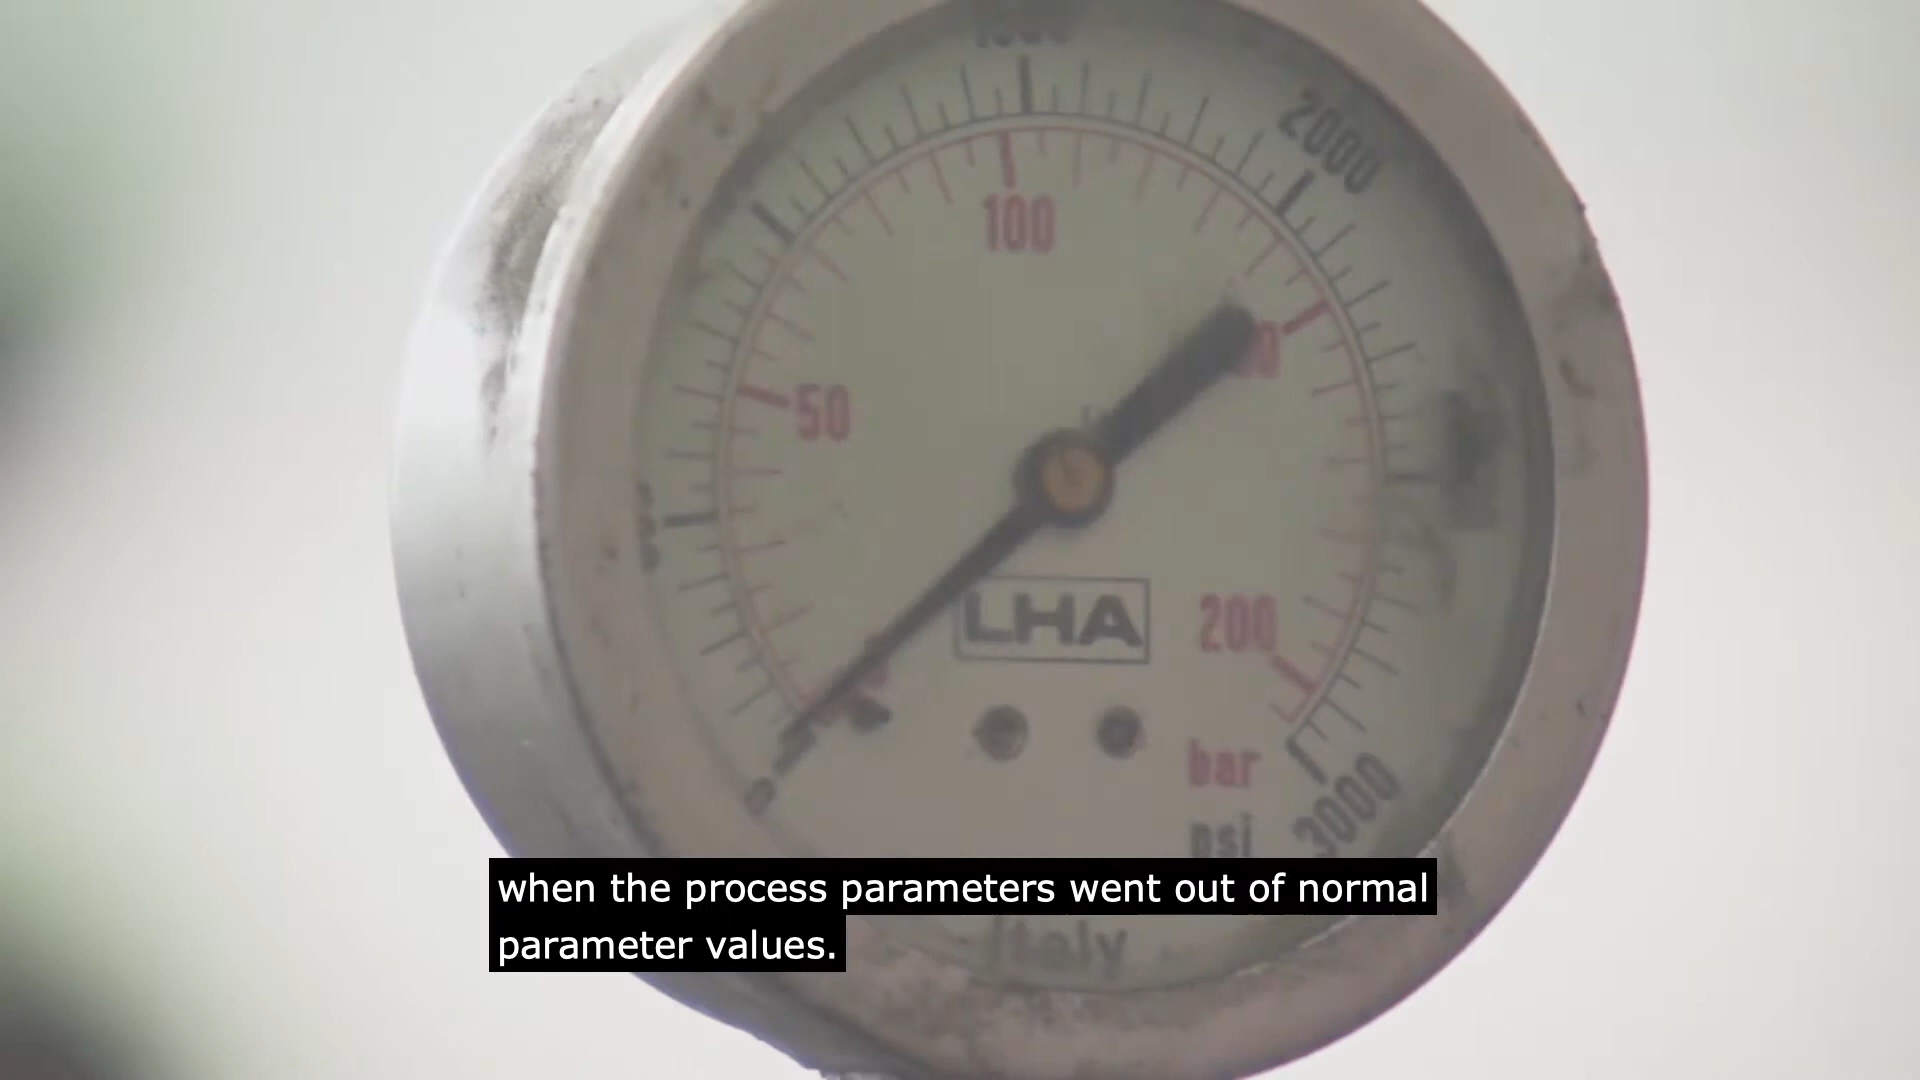 2000
100
50
LHA
200
bar
psi
3000
0
when the process parameters went out of normal
parameter values.
Italy